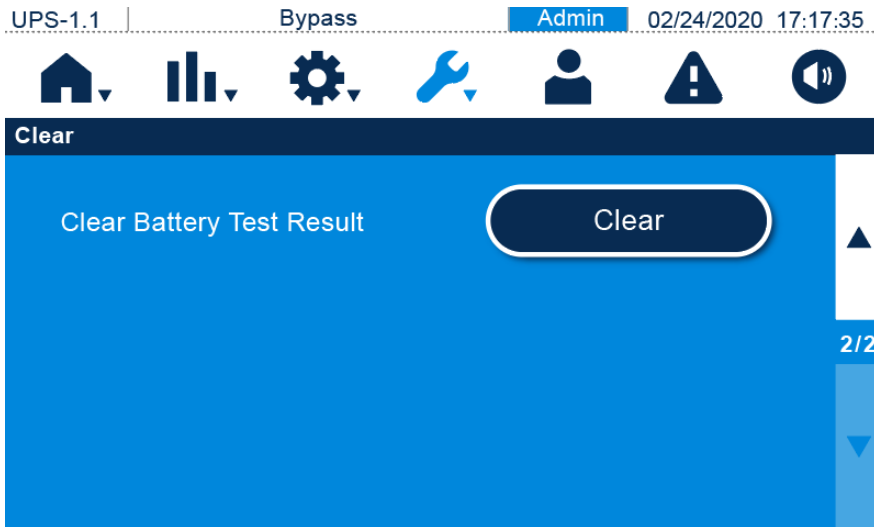 UPS-1.1 Bypass Admin 02/24/2020 17:17:35
Clear
Clear Battery Test Result Clear
2/2